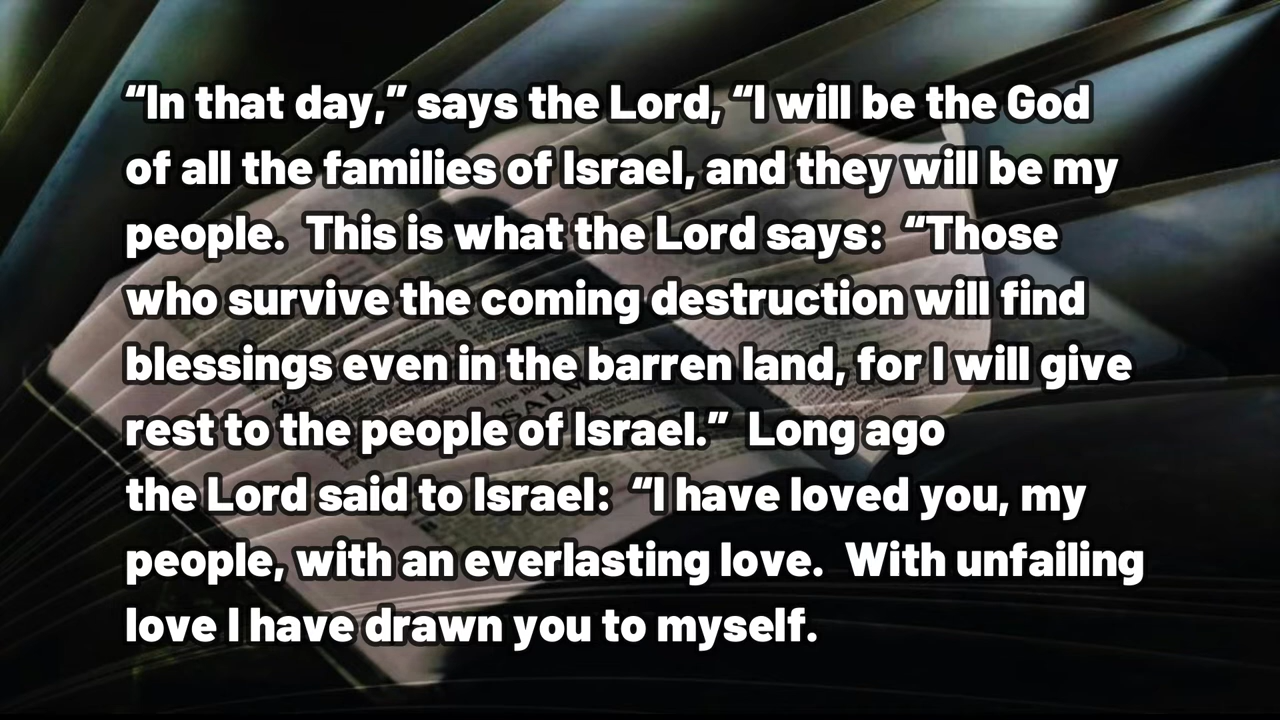 “In that day,” says the Lord, “I will be the God
of all the families of Israel, and they will be my
people.  This is what the Lord says:  “Those
who survive the coming destruction will find
blessings even in the barren land, for I will give
rest to the people of Israel.”  Long ago
the Lord said to Israel:  “I have loved you, my
people, with an everlasting love.  With unfailing
love I have drawn you to myself.